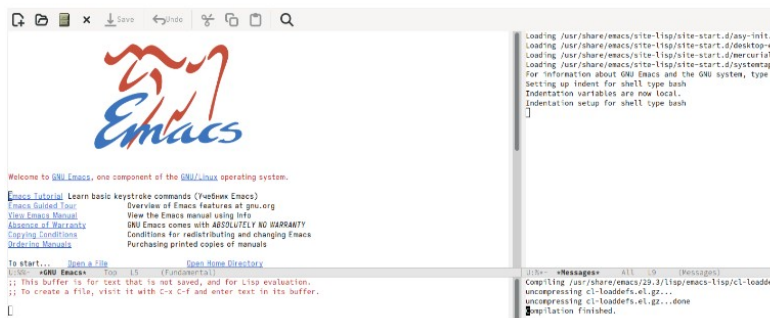 Save Undo
Emacs
Welcome to GNU Emacs, one component of the GNU/Linux operating system.
Emacs Tutorial Learn basic keystroke commands (Учебник Emacs)
Emacs Guided Tour Overview of Emacs features at gnu.org
View Emacs Manual View the Emacs manual using Info
Absence of Warranty GNU Emacs comes with ABSOLUTELY NO WARRANTY
Copying Conditions Conditions for redistributing and changing Emacs
Ordering Manuals Purchasing printed copies of manuals
To start... Open a File Open Home Directory
U:%%- *GNU Emacs* Top L5 (Fundamental)
;; This buffer is for text that is not saved, and for Lisp evaluation.
;; To create a file, visit it with C-x C-f and enter text in its buffer.
Loading /usr/share/emacs/site-lisp/site-start.d/asy-init.
Loading /usr/share/emacs/site-lisp/site-start.d/desktop-e
Loading /usr/share/emacs/site-lisp/site-start.d/mercurial
Loading /usr/share/emacs/site-lisp/site-start.d/systemtap
For information about GNU Emacs and the GNU system, type
Setting up indent for shell type bash
Indentation variables are now local.
Indentation setup for shell type bash
U:%*- *Messages* All L9 (Messages)
Compiling /usr/share/emacs/29.3/lisp/emacs-lisp/cl-loadde
uncompressing cl-loaddefs.el.gz...
uncompressing cl-loaddefs.el.gz...done
Compilation finished.